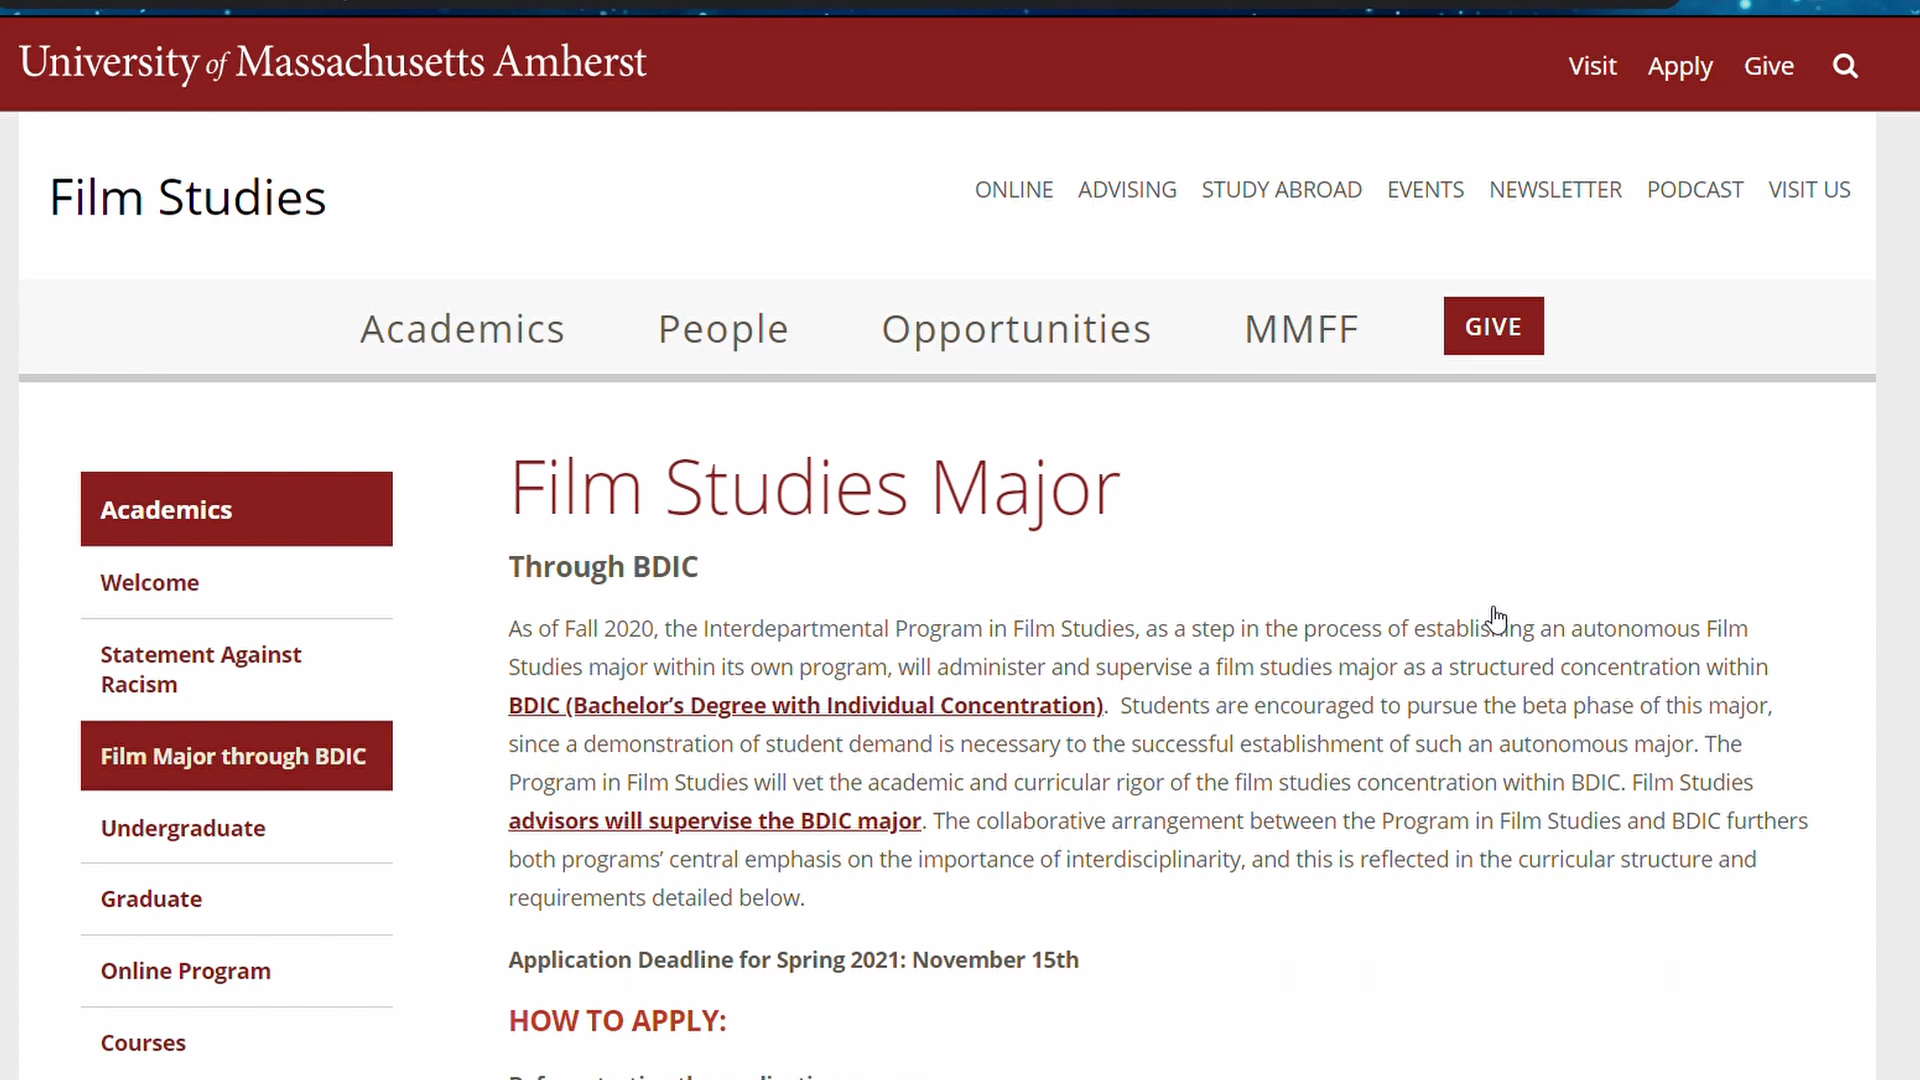 University of Massachusetts Amherst
Visit Apply Give
Film Studies
ONLINE ADVISING STUDY ABROAD EVENTS NEWSLETTER PODCAST VISIT US
Academics People Opportunities MMFF GIVE
Academics
Welcome
Statement Against
Racism
Film Major through BDIC
Undergraduate
Graduate
Online Program
Courses
Film Studies Major
Through BDIC
As of Fall 2020, the Interdepartmental Program in Film Studies, as a step in the process of establishing an autonomous Film
Studies major within its own program, will administer and supervise a film studies major as a structured concentration within
BDIC (Bachelor’s Degree with Individual Concentration). Students are encouraged to pursue the beta phase of this major,
since a demonstration of student demand is necessary to the successful establishment of such an autonomous major. The
Program in Film Studies will vet the academic and curricular rigor of the film studies concentration within BDIC. Film Studies
advisors will supervise the BDIC major. The collaborative arrangement between the Program in Film Studies and BDIC furthers
both programs’ central emphasis on the importance of interdisciplinarity, and this is reflected in the curricular structure and
requirements detailed below.
Application Deadline for Spring 2021: November 15th
HOW TO APPLY: